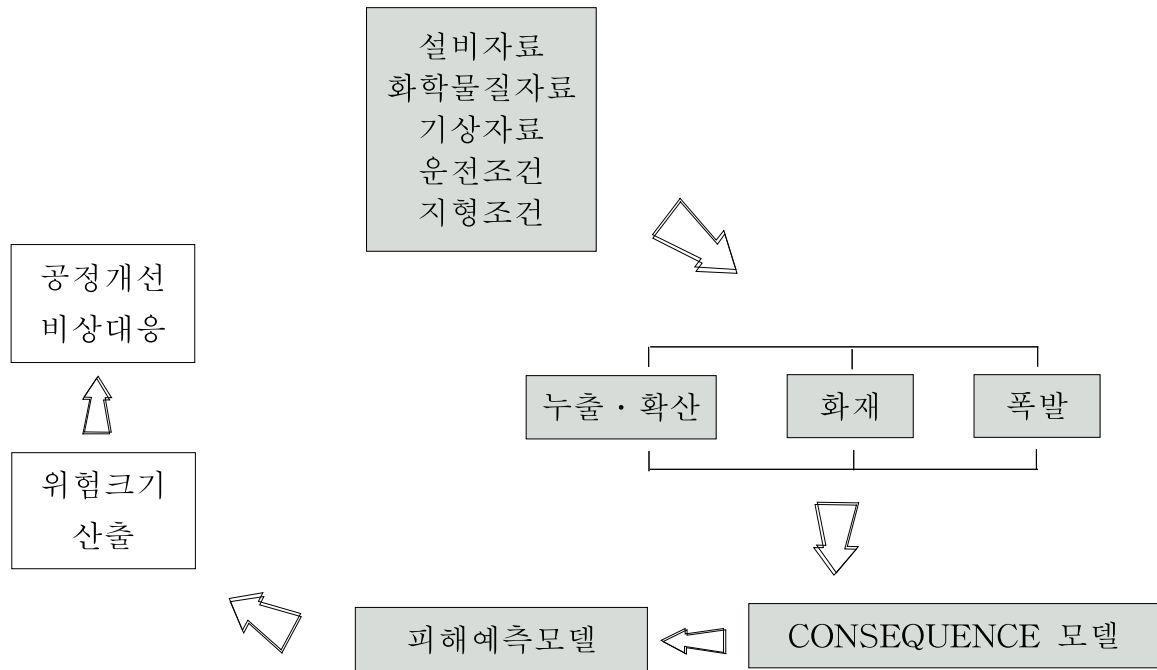 설비자료
화학물질자료
기상자료
운전조건
지형조건
공정개선
비상대응
누출 · 확산
화재
폭발
위험크기
산출
피해예측모델
CONSEQUENCE 모델